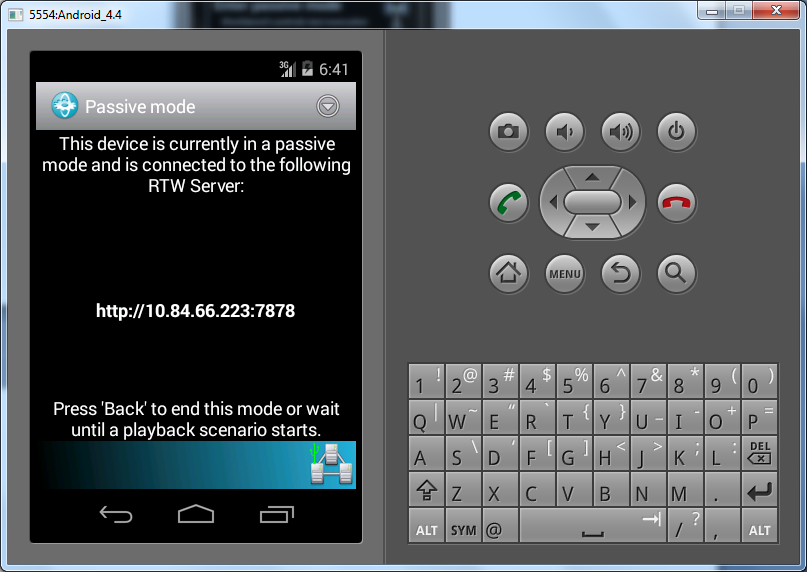 5554:Android_4.4
3G 6:41
Passive mode
This device is currently in a passive
mode and is connected to the following
RTW Server:
http://10.84.66.223:7878
Press 'Back' to end this mode or wait
until a playback scenario starts.
MENU
1 ! 2 @ 3 # 4 $ 5 % 6 ^ 7 & 8 * 9 ( 0 )
Q | W ~ E “ R ` T { Y } U _ I - O + P =
A S \ D ‘ F [ G ] H < J > K ; L : DEL
Z X C V B N M .
ALT SYM @ / ? , ALT